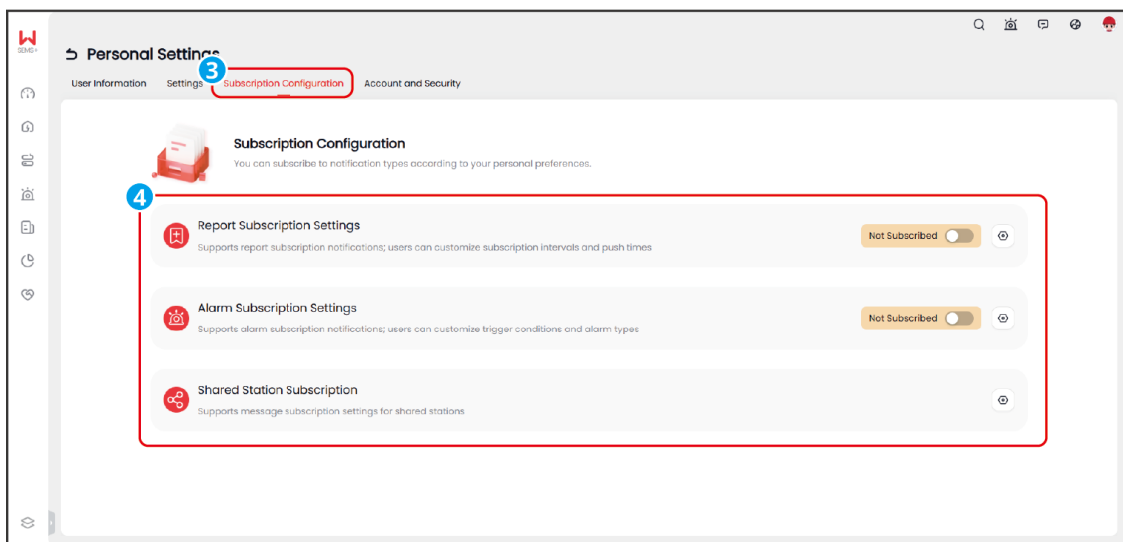 SEMS+
Personal Settings
3
User Information Settings Subscription Configuration Account and Security
Subscription Configuration
You can subscribe to notification types according to your personal preferences.
4
Report Subscription Settings
Supports report subscription notifications; users can customize subscription intervals and push times
Not Subscribed
Alarm Subscription Settings
Supports alarm subscription notifications; users can customize trigger conditions and alarm types
Not Subscribed
Shared Station Subscription
Supports message subscription settings for shared stations